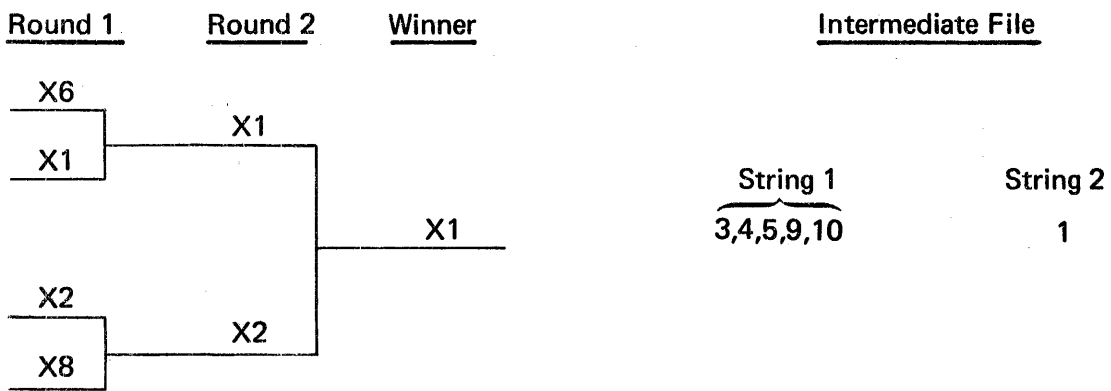 Round 1 Round 2 Winner Intermediate File
X6
X1
X1
String 1 String 2
X1 3,4,5,9,10 1
X2
X2
X8